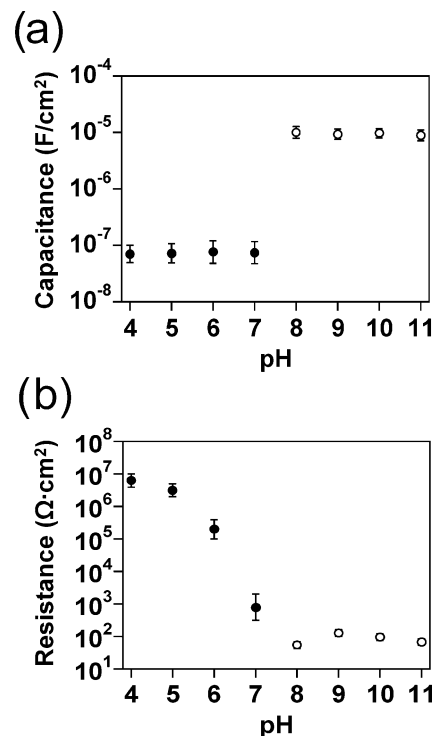 (a)
Capacitance (F/cm²)
10⁻⁴
10⁻⁵
10⁻⁶
10⁻⁷
10⁻⁸
4 5 6 7 8 9 10 11
pH
(b)
Resistance (Ω·cm²)
10⁸
10⁷
10⁶
10⁵
10⁴
10³
10²
10¹
4 5 6 7 8 9 10 11
pH